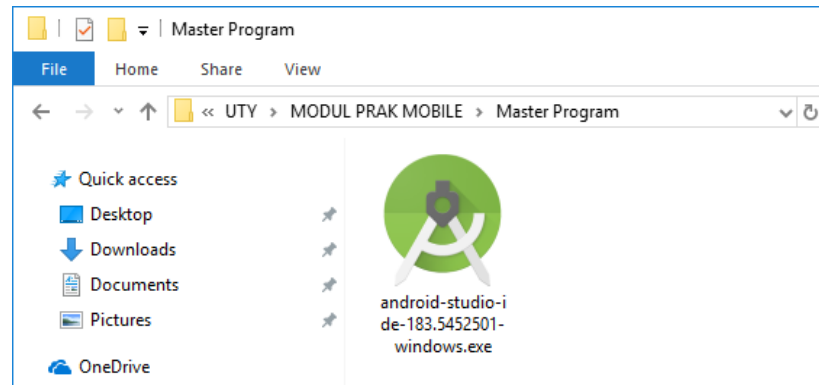 Master Program
File Home Share View
« UTY > MODUL PRAK MOBILE > Master Program
Quick access
Desktop
Downloads
Documents
Pictures
OneDrive
android-studio-i
de-183.5452501-
windows.exe